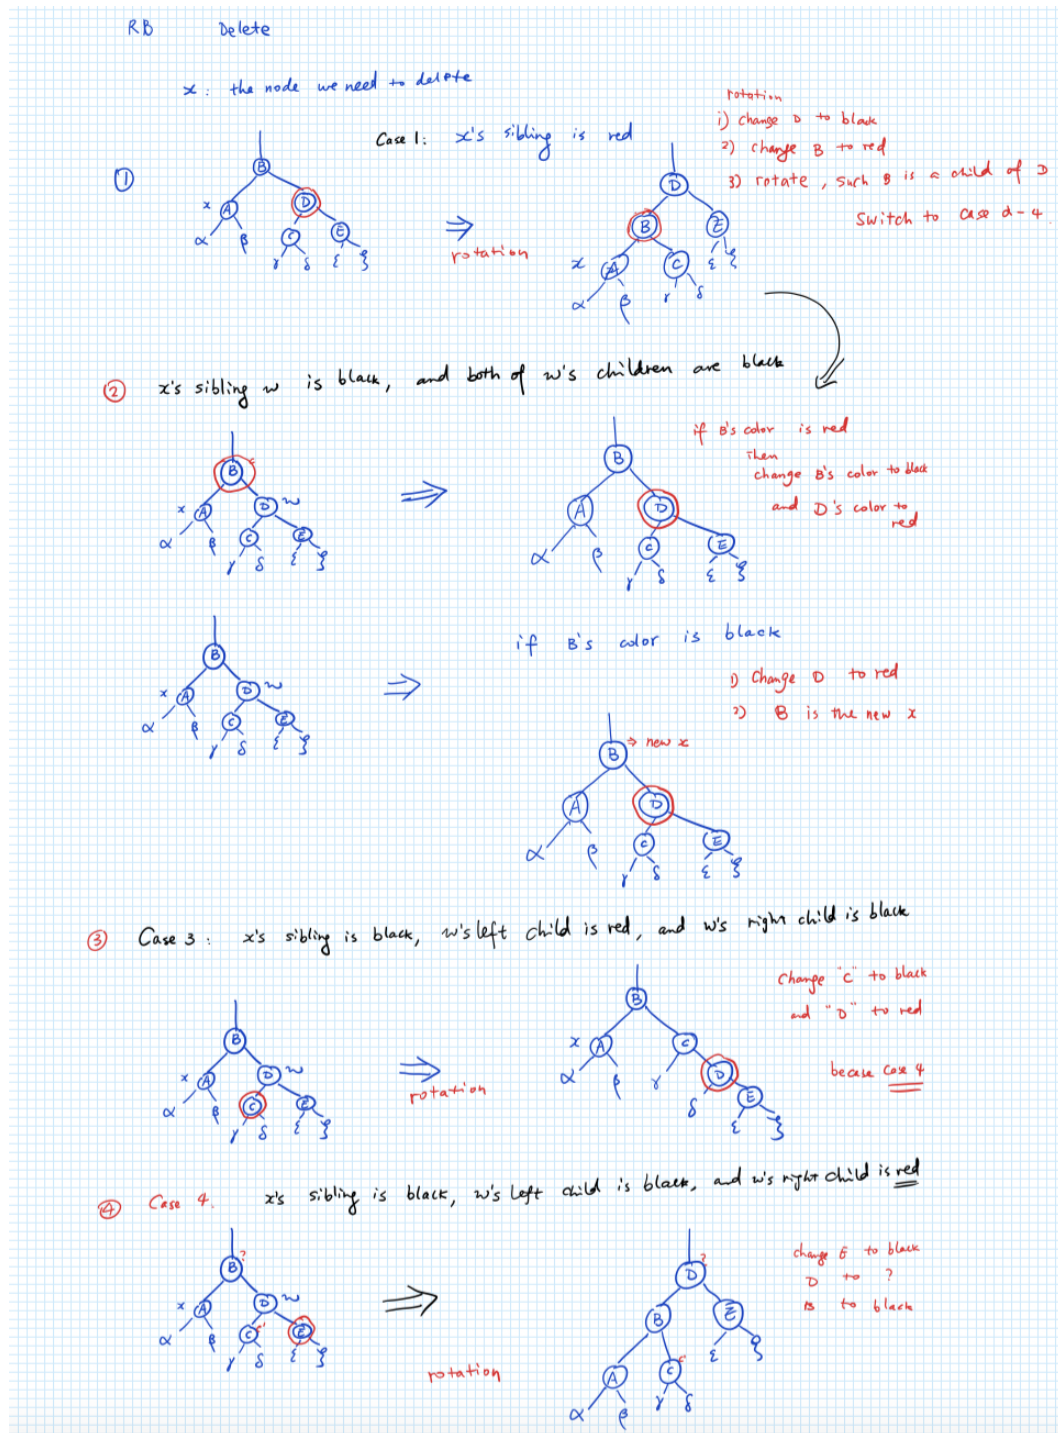 RB Delete
x: the node we need to delete
Case 1: x's sibling is red
rotation
1) change D to black
2) change B to red
3) rotate, such B is a child of D
Switch to case 2-4.
①
B
x A D
α β C E
γ δ ε ξ
⇒
rotation
D
B E
x A C ε ξ
α β γ δ
② x's sibling w is black, and both of w's children are black
B
x A D w
α β C E
γ δ ε ξ
⇒
B
A D
α β C E
γ δ ε ξ
if B's color is red
then
change B's color to black
and D's color to
red
B
x A D w
α β C E
γ δ ε ξ
⇒
if B's color is black
1) Change D to red
2) B is the new x
B ⇒ new x
A D
α β C E
γ δ ε ξ
③ Case 3: x's sibling is black, w's left child is red, and w's right child is black
B
x A D w
α β C E
γ δ ε ξ
⇒
rotation
B
x A C
α β γ D
δ E
ε ξ
Change "C" to black
and "D" to red
becase case 4
④ Case 4. x's sibling is black, w's left child is black, and w's right child is red
B ?
x A D w
α β C c' E
γ δ ε ξ
⇒
rotation
D ?
B E
A C c ε ξ
α β γ δ
change E to black
D to ?
B to black